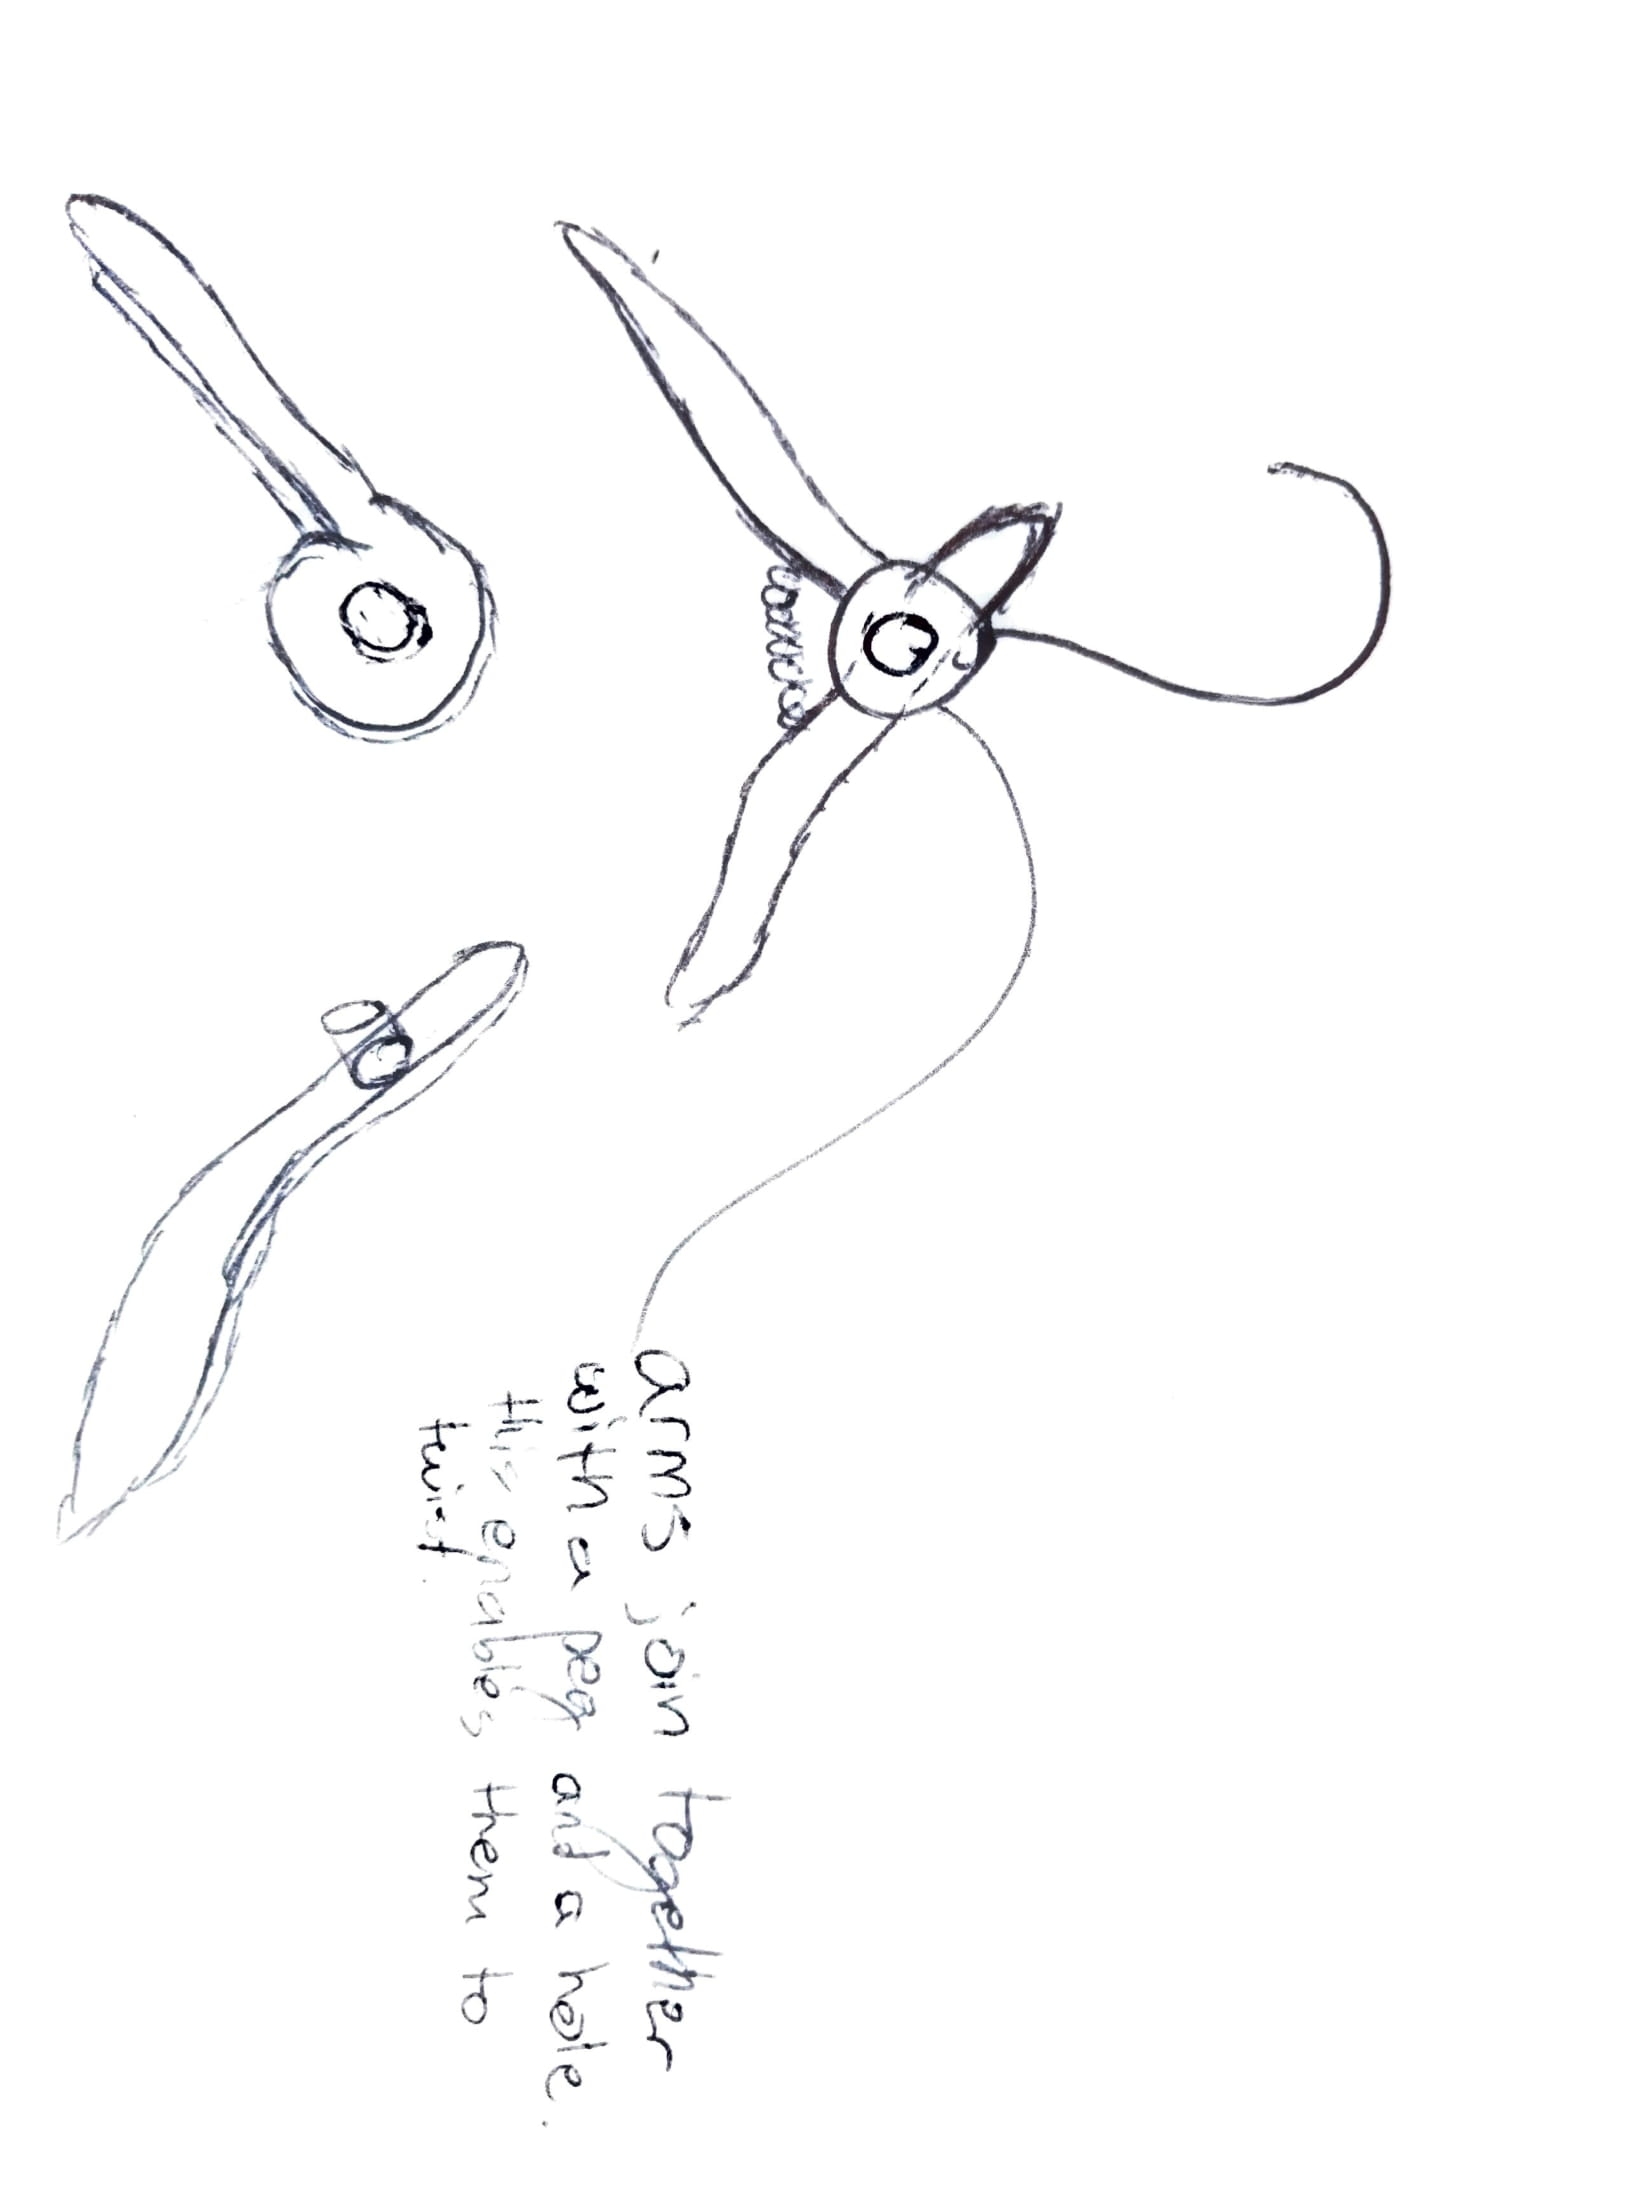 arms join together
with a peg and a hole.
this enables them to
twist.